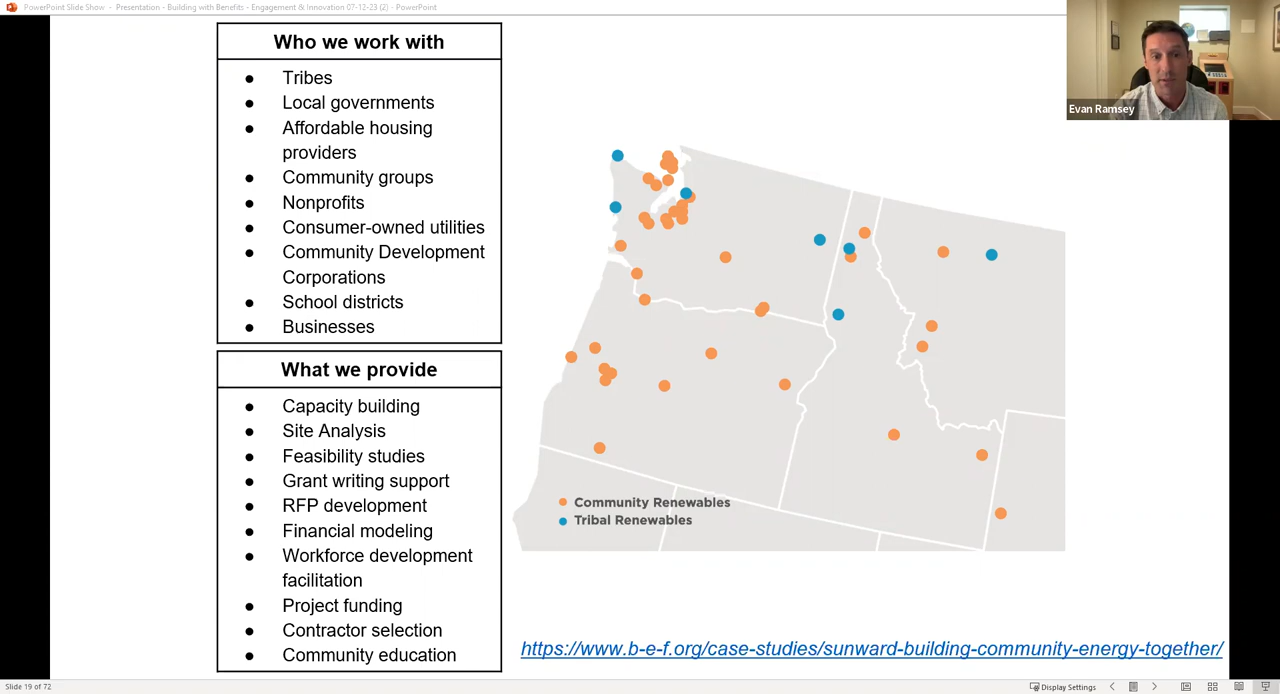 PowerPoint Slide Show - Presentation - Building with Benefits - Engagement & Innovation 07-12-23 (2) - PowerPoint
Evan Ramsey
Who we work with
● Tribes
● Local governments
● Affordable housing
providers
● Community groups
● Nonprofits
● Consumer-owned utilities
● Community Development
Corporations
● School districts
● Businesses
What we provide
● Capacity building
● Site Analysis
● Feasibility studies
● Grant writing support
● RFP development
● Financial modeling
● Workforce development
facilitation
● Project funding
● Contractor selection
● Community education
Community Renewables
Tribal Renewables
https://www.b-e-f.org/case-studies/sunward-building-community-energy-together/
Slide 19 of 72
Display Settings